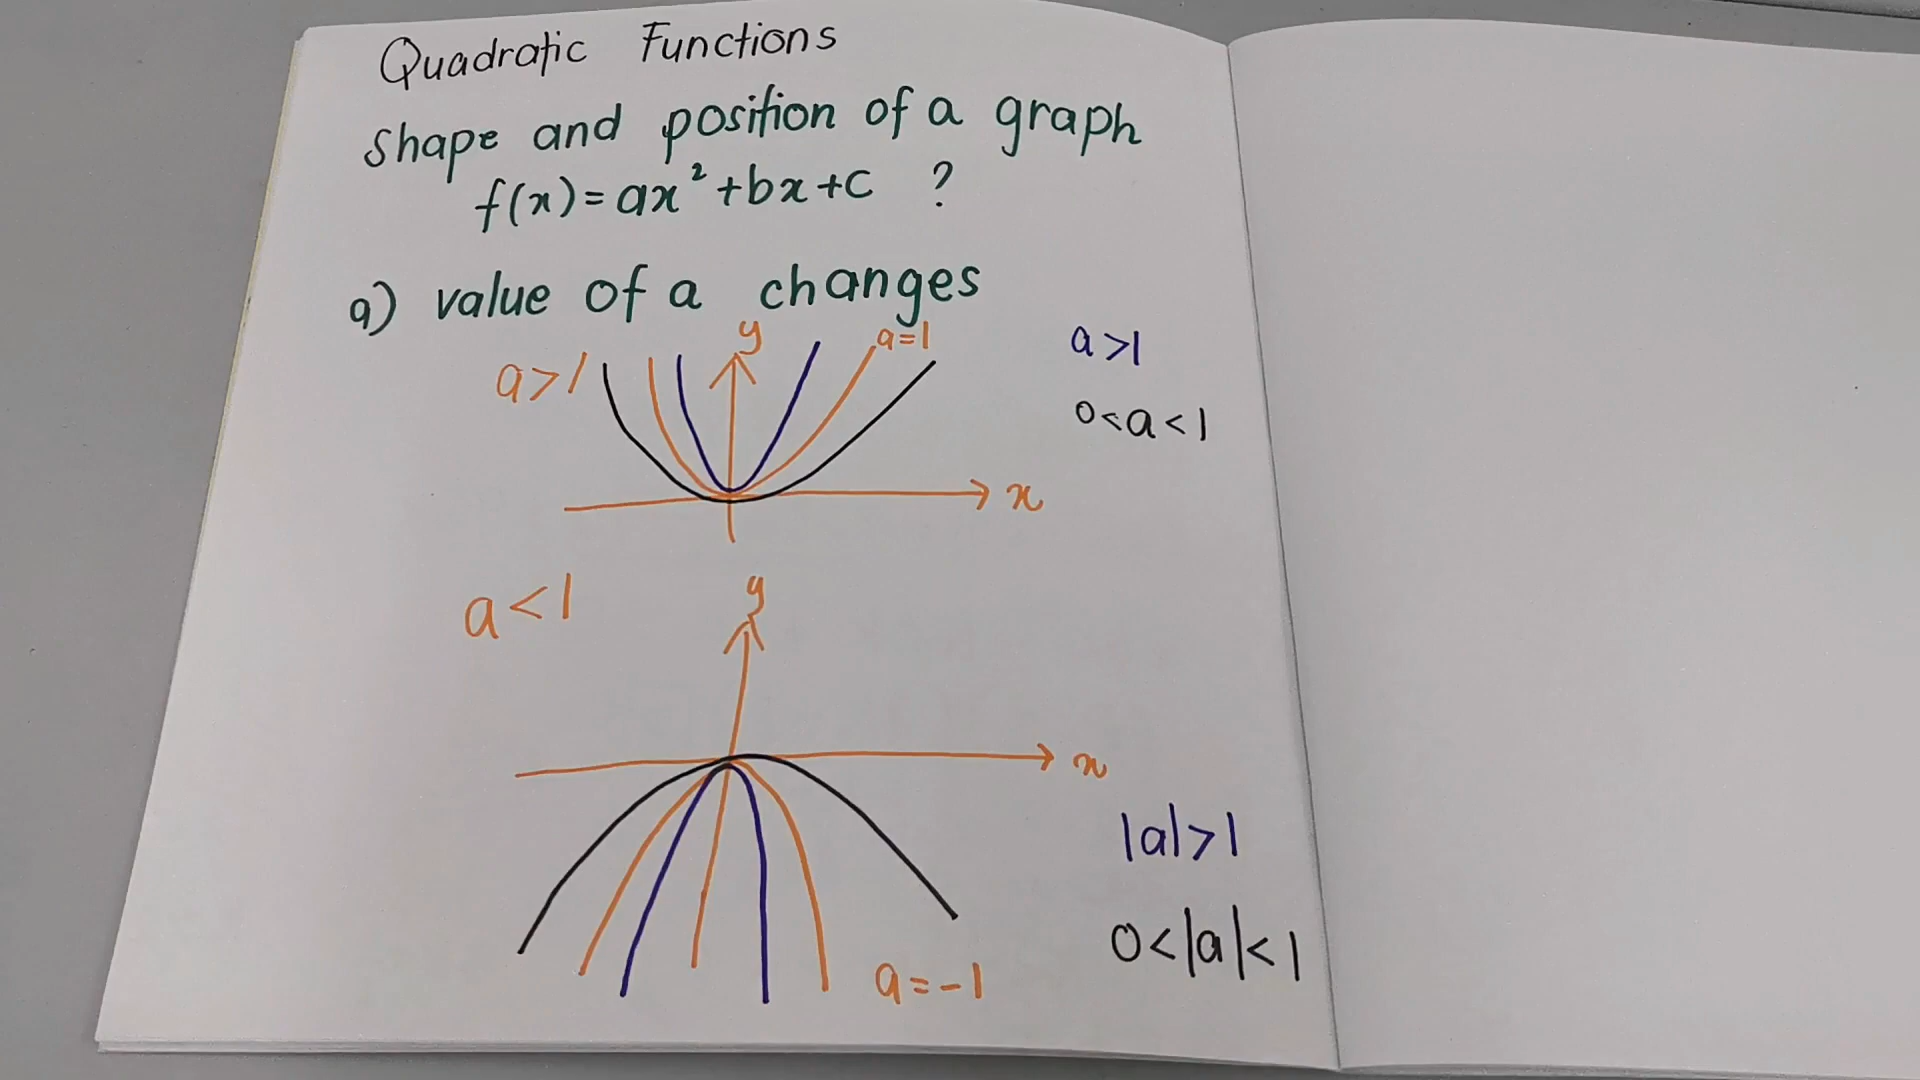 Quadratic Functions
shape and position of a graph
f(x)=ax²+bx+c ?
a) value of a changes
y
a=1
a>1
a>1
0<a<1
x
a<1
y
x
|a|>1
0<|a|<1
a=-1